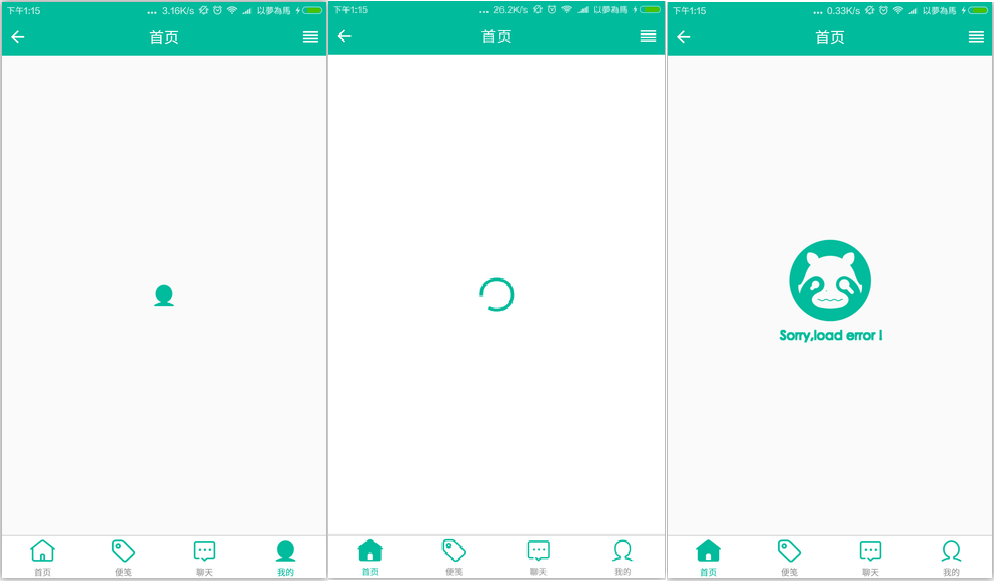 下午1:15 ... 3.16K/s 以夢為馬
首页
首页 便笺 聊天 我的
下午1:15 ... 26.2K/s 以夢為馬
首页
首页 便笺 聊天 我的
下午1:15 ... 0.33K/s 以夢為馬
首页
Sorry,load error !
首页 便笺 聊天 我的